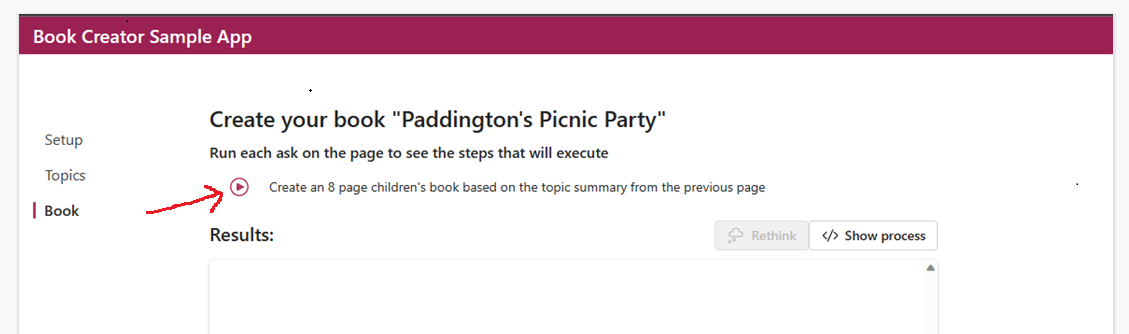 Book Creator Sample App
Create your book "Paddington's Picnic Party"
Setup
Run each ask on the page to see the steps that will execute
Topics
Create an 8 page children's book based on the topic summary from the previous page
Book
Results:
Rethink
</> Show process